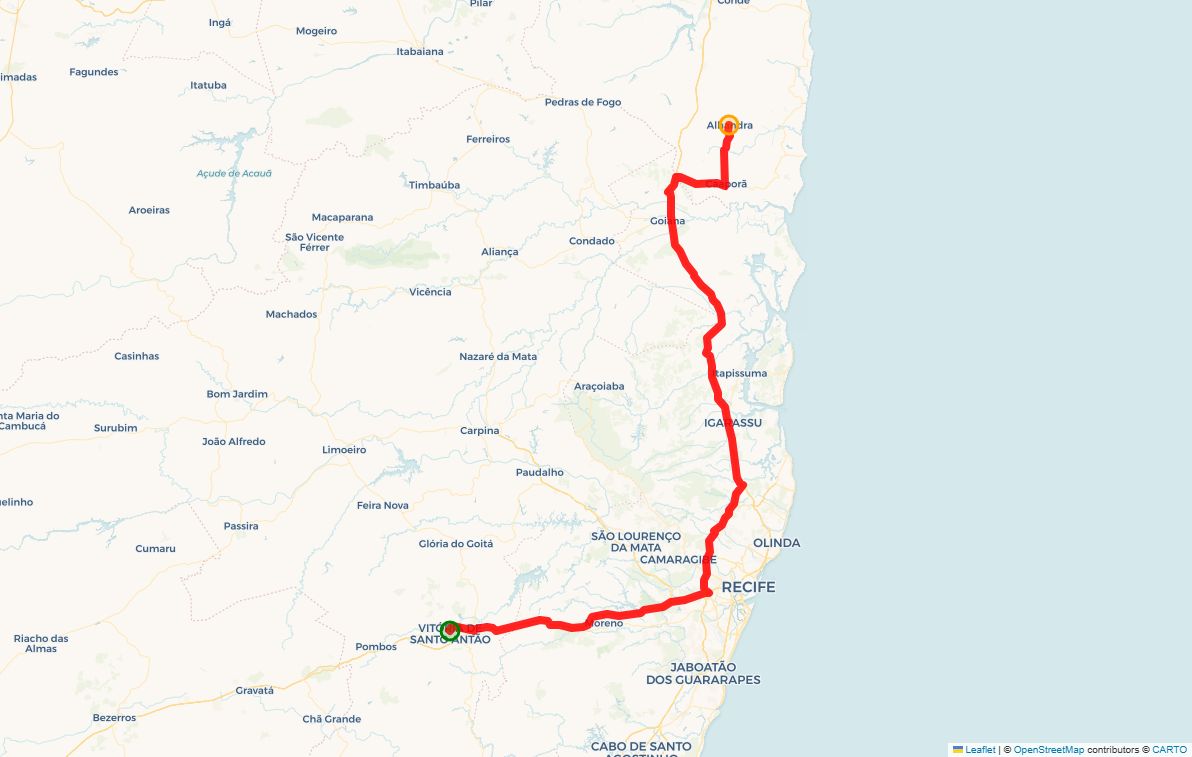 Pilar
Conde
Ingá
Mogeiro
Itabaiana
imadas
Fagundes
Itatuba
Pedras de Fogo
Alhandra
Ferreiros
Açude de Acauã
Timbaúba
Caaporã
Aroeiras
Macaparana
Goiana
São Vicente
Férrer
Condado
Aliança
Vicência
Machados
Casinhas
Nazaré da Mata
Itapissuma
Araçoiaba
Bom Jardim
nta Maria do
Cambucá
Surubim
IGARASSU
Carpina
João Alfredo
Limoeiro
Paudalho
uelinho
Feira Nova
Passira
SÃO LOURENÇO
DA MATA
Glória do Goitá
OLINDA
Cumaru
CAMARAGIBE
RECIFE
Moreno
VITÓRIA DE
SANTO ANTÃO
Riacho das
Almas
Pombos
JABOATÃO
DOS GUARARAPES
Gravatá
Bezerros
Chã Grande
CABO DE SANTO
AGOSTINHO
Leaflet | © OpenStreetMap contributors © CARTO